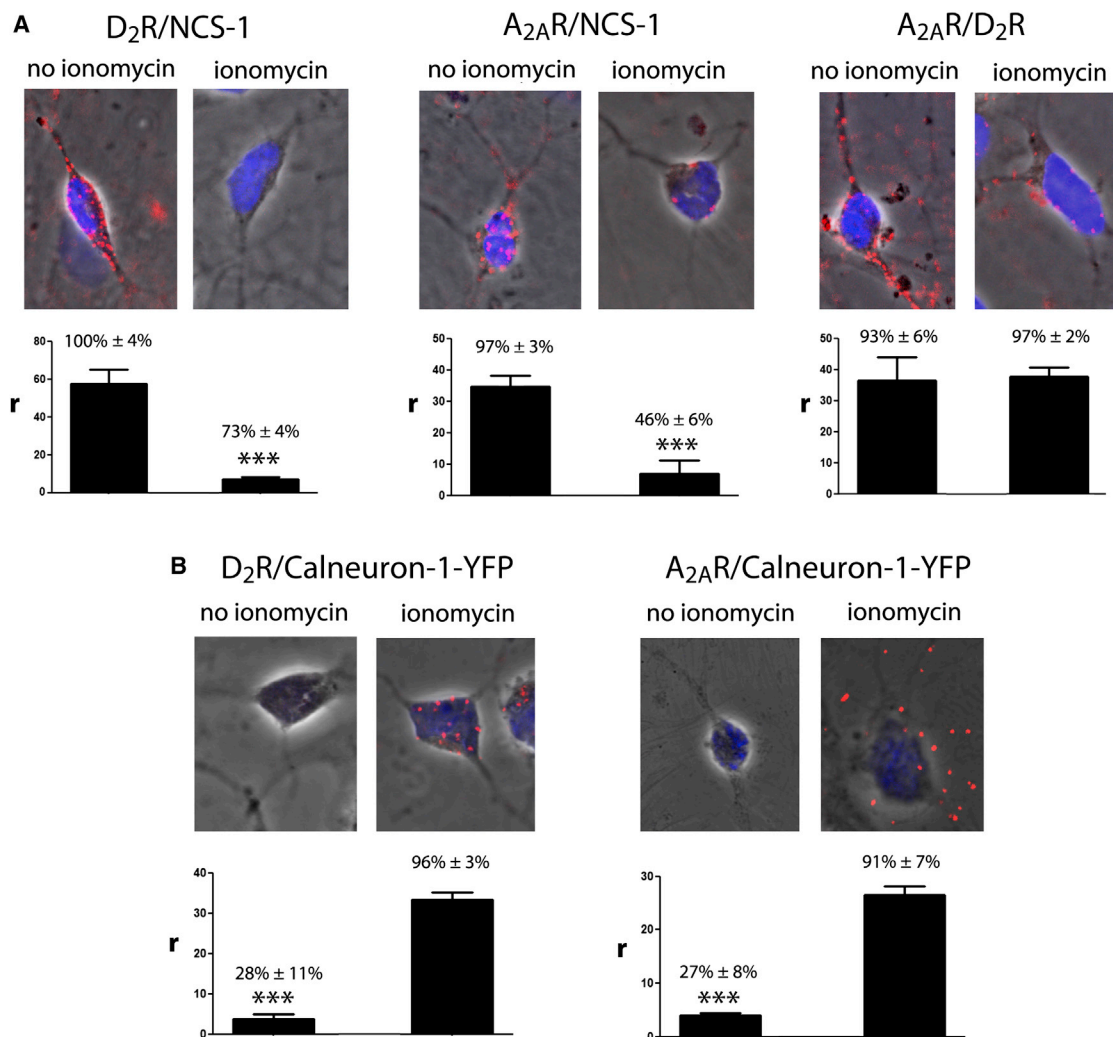 A
D₂R/NCS-1
no ionomycin
ionomycin
A₂ₐR/NCS-1
no ionomycin
ionomycin
A₂ₐR/D₂R
no ionomycin
ionomycin
r
80
60
40
20
0
100% ± 4%
73% ± 4%
***
r
50
40
30
20
10
0
97% ± 3%
46% ± 6%
***
r
50
40
30
20
10
0
93% ± 6%
97% ± 2%
B
D₂R/Calneuron-1-YFP
no ionomycin
ionomycin
A₂ₐR/Calneuron-1-YFP
no ionomycin
ionomycin
r
40
30
20
10
0
28% ± 11%
***
96% ± 3%
r
30
20
10
0
27% ± 8%
***
91% ± 7%